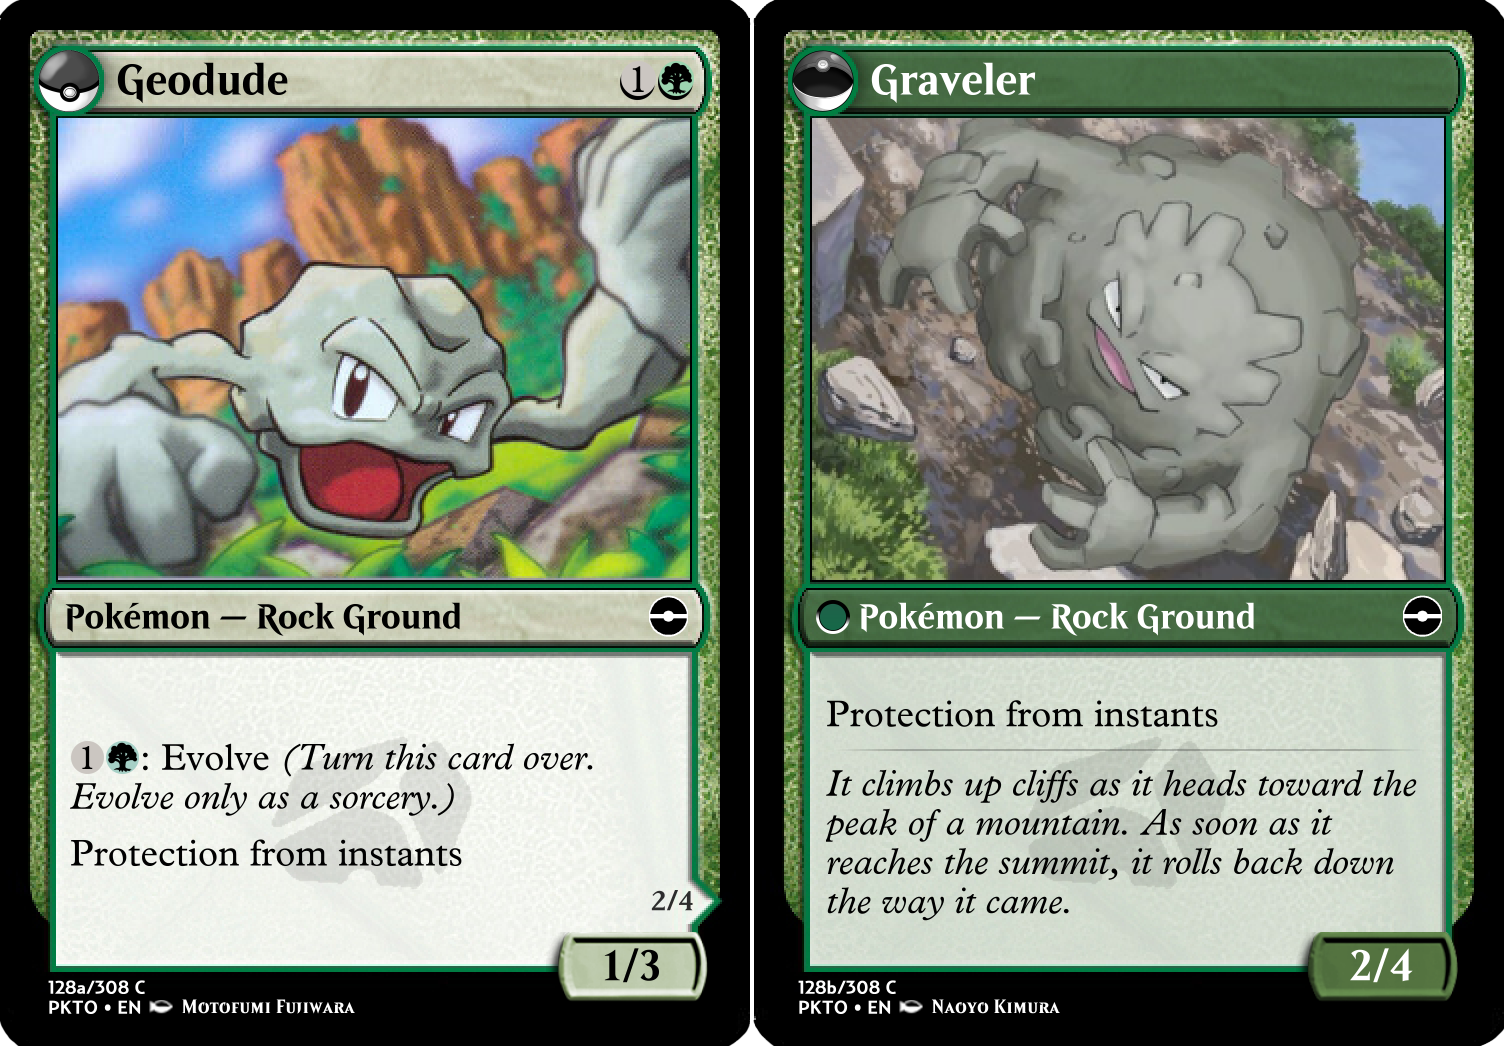 Geodude 1
Pokémon — Rock Ground
1: Evolve (Turn this card over.
Evolve only as a sorcery.)
Protection from instants
2/4
1/3
128a/308 C
PKTO • EN MOTOFUMI FUJIWARA
Graveler
Pokémon — Rock Ground
Protection from instants
It climbs up cliffs as it heads toward the
peak of a mountain. As soon as it
reaches the summit, it rolls back down
the way it came.
2/4
128b/308 C
PKTO • EN NAOYO KIMURA